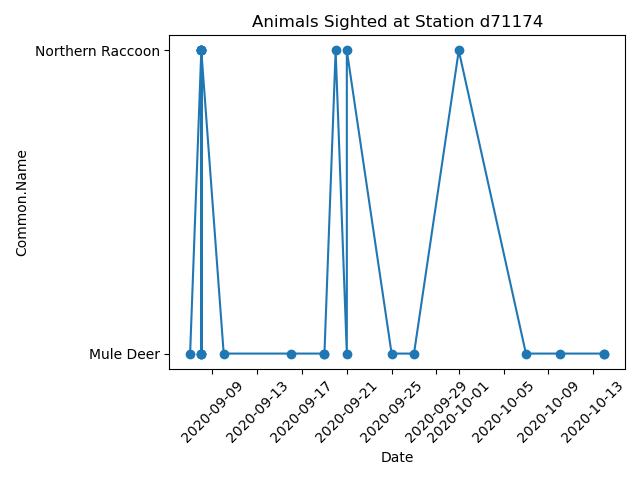 Animals Sighted at Station d71174
Northern Raccoon
Common.Name
Mule Deer
2020-09-09
2020-09-13
2020-09-17
2020-09-21
2020-09-25
2020-09-29
2020-10-01
2020-10-05
2020-10-09
2020-10-13
Date